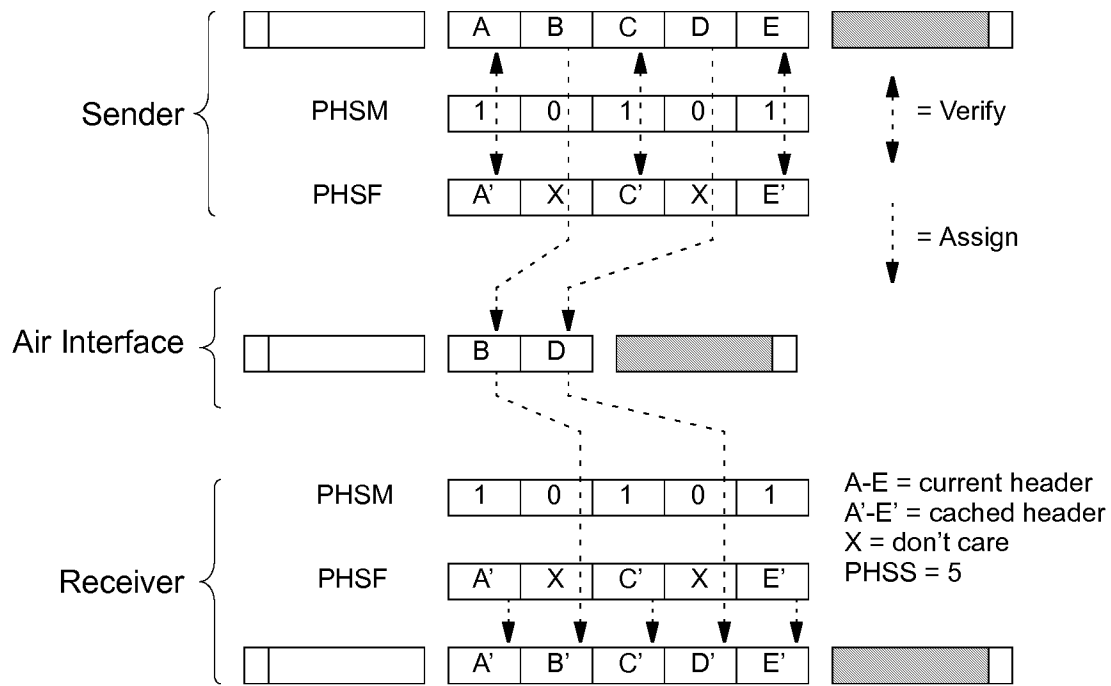 A B C D E
Sender
PHSM 1 0 1 0 1
= Verify
PHSF A' X C' X E'
= Assign
Air Interface
B D
PHSM 1 0 1 0 1
A-E = current header
A'-E' = cached header
X = don't care
PHSS = 5
Receiver
PHSF A' X C' X E'
A' B' C' D' E'